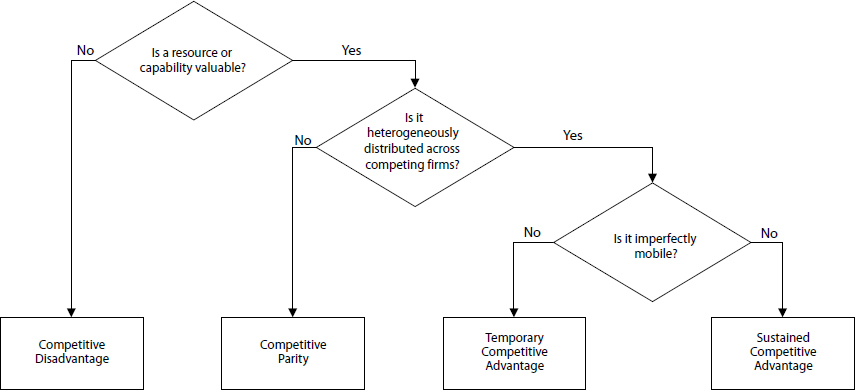 No
Is a resource or
capability valuable?
Yes
No
Is it
heterogeneously
distributed across
competing firms?
Yes
No
Is it imperfectly
mobile?
No
Competitive
Disadvantage
Competitive
Parity
Temporary
Competitive
Advantage
Sustained
Competitive
Advantage